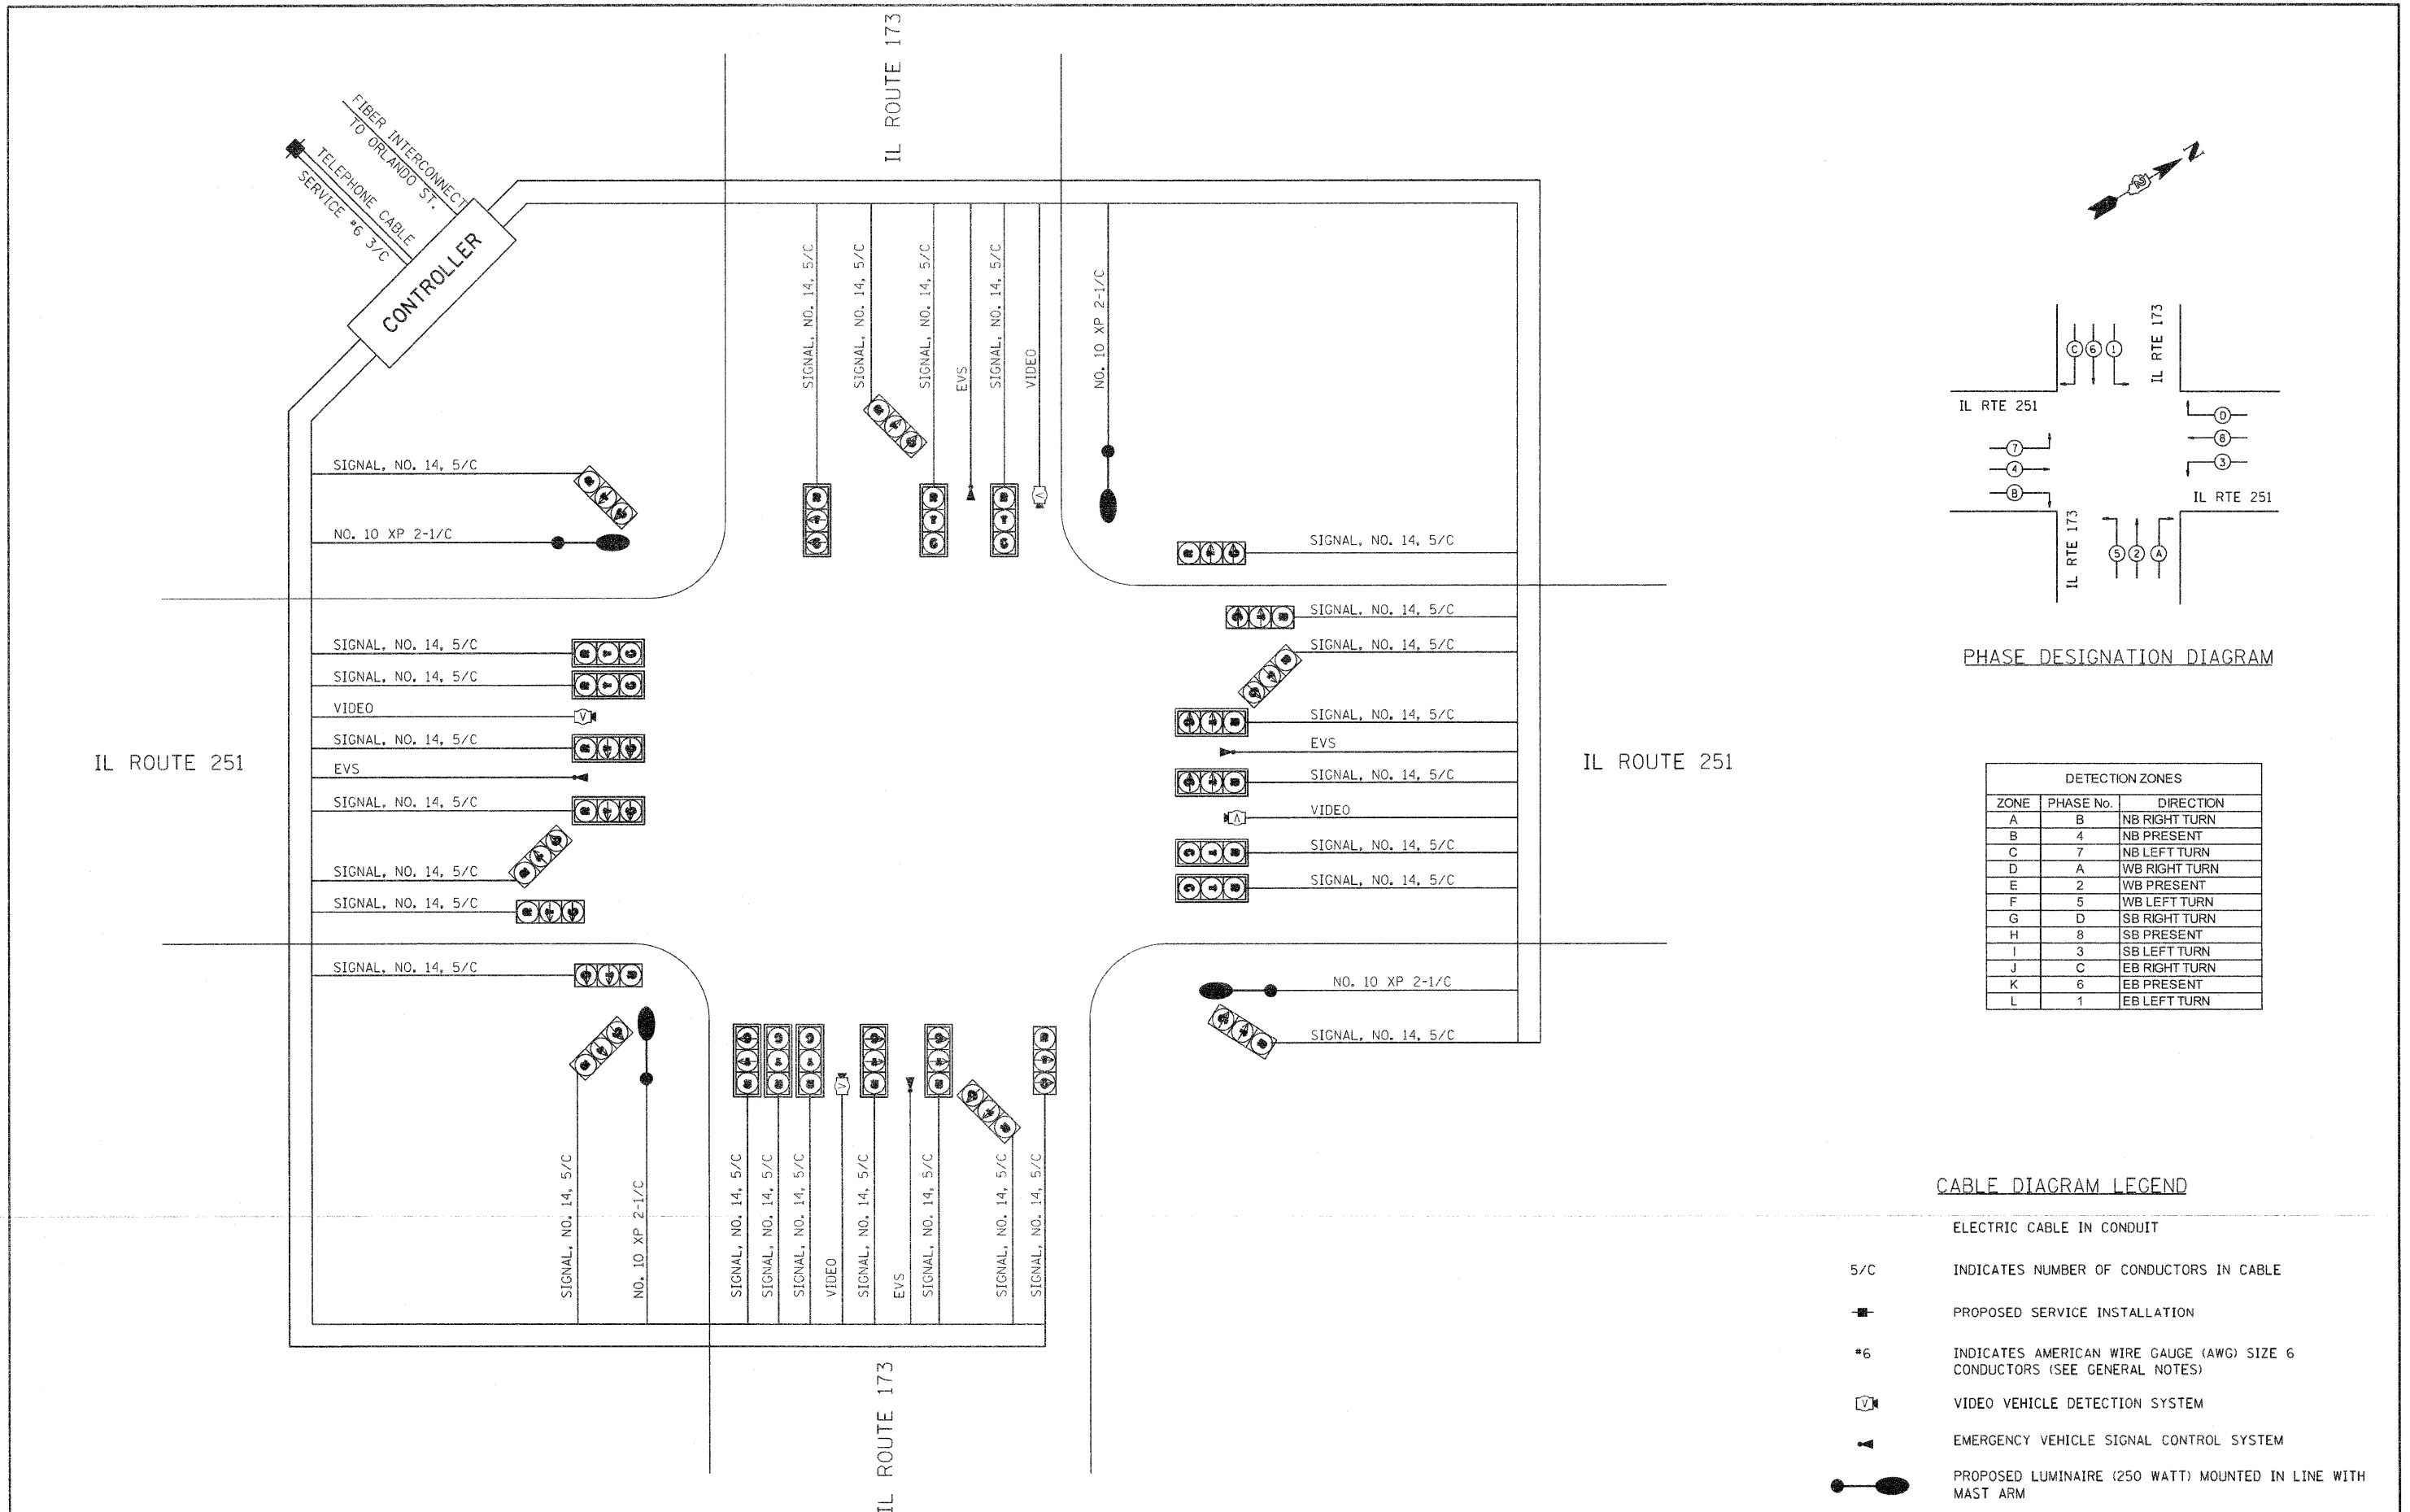 IL ROUTE 173
FIBER INTERCONNECT
TO ORLANDO ST.
TELEPHONE CABLE
SERVICE #6 3/C
CONTROLLER
SIGNAL, NO. 14, 5/C
SIGNAL, NO. 14, 5/C
SIGNAL, NO. 14, 5/C
EVS
SIGNAL, NO. 14, 5/C
VIDEO
NO. 10 XP 2-1/C
SIGNAL, NO. 14, 5/C
NO. 10 XP 2-1/C
SIGNAL, NO. 14, 5/C
SIGNAL, NO. 14, 5/C
VIDEO
V
SIGNAL, NO. 14, 5/C
EVS
SIGNAL, NO. 14, 5/C
SIGNAL, NO. 14, 5/C
SIGNAL, NO. 14, 5/C
SIGNAL, NO. 14, 5/C
IL ROUTE 251
SIGNAL, NO. 14, 5/C
SIGNAL, NO. 14, 5/C
SIGNAL, NO. 14, 5/C
SIGNAL, NO. 14, 5/C
EVS
SIGNAL, NO. 14, 5/C
VIDEO
V
SIGNAL, NO. 14, 5/C
SIGNAL, NO. 14, 5/C
NO. 10 XP 2-1/C
SIGNAL, NO. 14, 5/C
IL ROUTE 251
SIGNAL, NO. 14, 5/C
NO. 10 XP 2-1/C
SIGNAL, NO. 14, 5/C
SIGNAL, NO. 14, 5/C
SIGNAL, NO. 14, 5/C
VIDEO
V
SIGNAL, NO. 14, 5/C
EVS
SIGNAL, NO. 14, 5/C
SIGNAL, NO. 14, 5/C
SIGNAL, NO. 14, 5/C
IL ROUTE 173
N
C 6 1
IL RTE 173
IL RTE 251
D
8
3
7
4
B
IL RTE 251
IL RTE 173
5 2 A
PHASE DESIGNATION DIAGRAM
DETECTION ZONES
ZONE PHASE No. DIRECTION
A B NB RIGHT TURN
B 4 NB PRESENT
C 7 NB LEFT TURN
D A WB RIGHT TURN
E 2 WB PRESENT
F 5 WB LEFT TURN
G D SB RIGHT TURN
H 8 SB PRESENT
I 3 SB LEFT TURN
J C EB RIGHT TURN
K 6 EB PRESENT
L 1 EB LEFT TURN
CABLE DIAGRAM LEGEND
ELECTRIC CABLE IN CONDUIT
5/C INDICATES NUMBER OF CONDUCTORS IN CABLE
PROPOSED SERVICE INSTALLATION
#6 INDICATES AMERICAN WIRE GAUGE (AWG) SIZE 6
CONDUCTORS (SEE GENERAL NOTES)
V VIDEO VEHICLE DETECTION SYSTEM
EMERGENCY VEHICLE SIGNAL CONTROL SYSTEM
PROPOSED LUMINAIRE (250 WATT) MOUNTED IN LINE WITH
MAST ARM